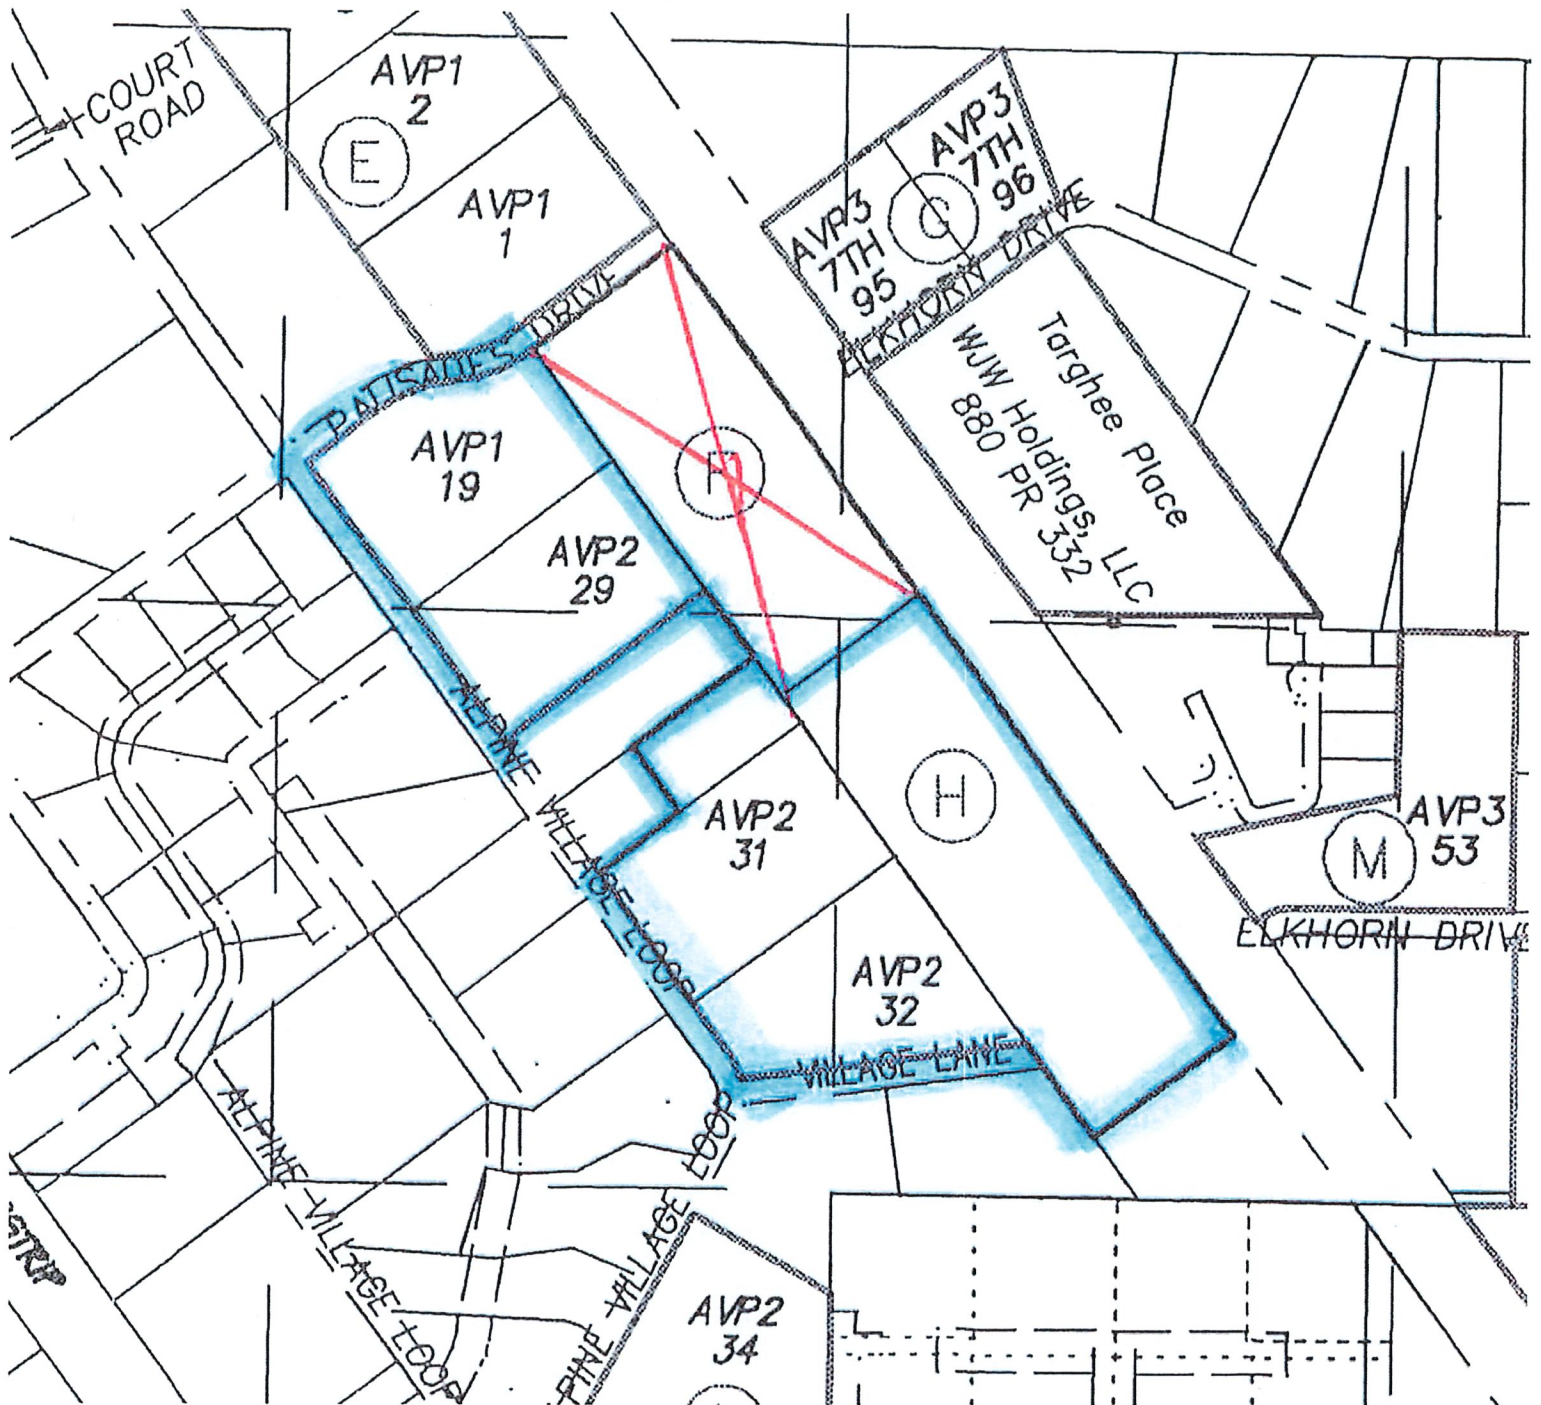 COURT
ROAD
AVP1
2
E
AVP1
1
AVP3
7TH
96
AVP3
7TH
95
C
ELKHORN DRIVE
PALISADES DRIVE
Targhee Place
WJW Holdings, LLC
880 PR 332
AVP1
19
F
AVP2
29
ALPINE VILLAGE LOOP
H
AVP2
31
AVP3
53
M
ELKHORN DRIVE
AVP2
32
VILLAGE LANE
ALPINE VILLAGE LOOP
PINE VILLAGE LOOP
AVP2
34